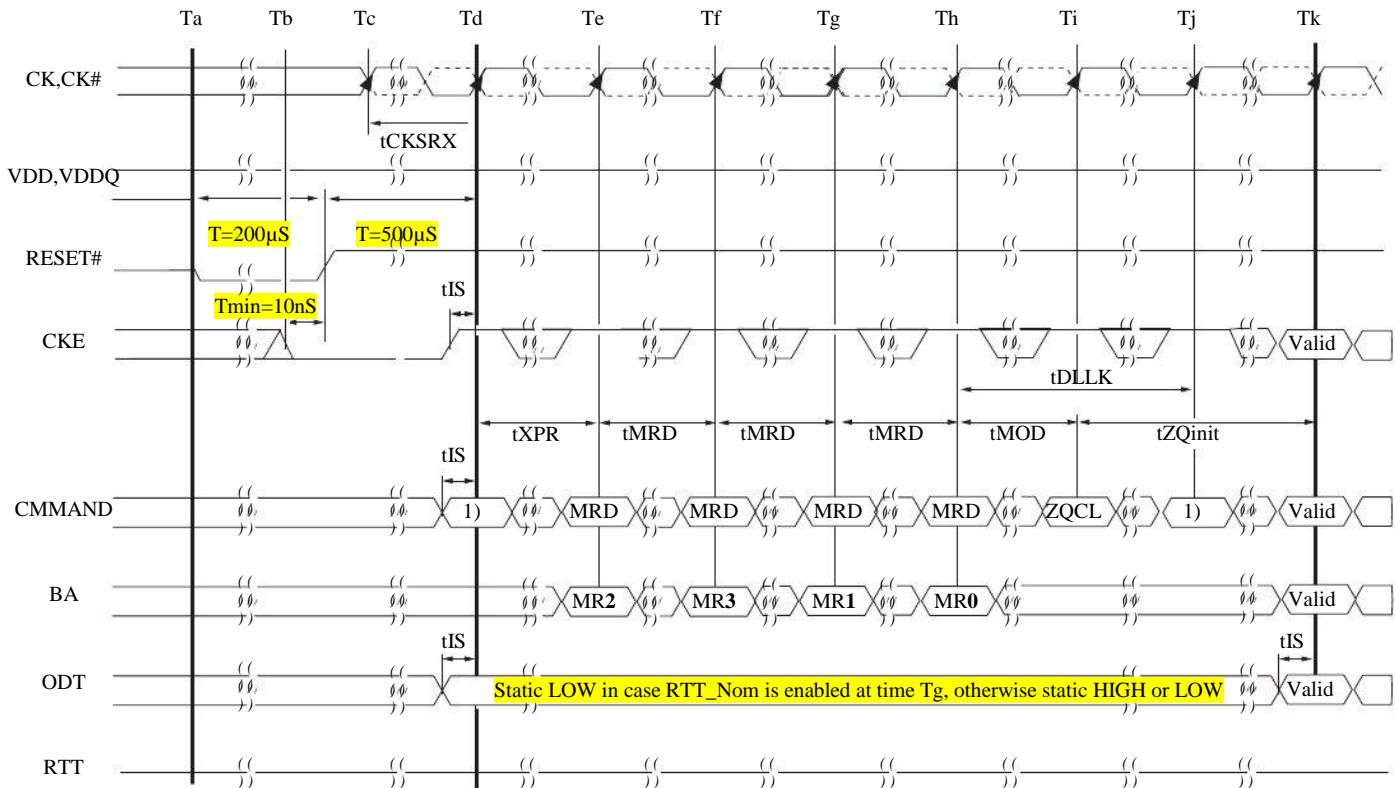 Ta Tb Tc Td Te Tf Tg Th Ti Tj Tk
CK,CK#
tCKSRX
VDD,VDDQ
T=200µS T=500µS
RESET#
Tmin=10nS tIS
CKE Valid
tDLLK
tXPR tMRD tMRD tMRD tMOD tZQinit
tIS
CMMAND 1) MRD MRD MRD MRD ZQCL 1) Valid
BA MR2 MR3 MR1 MR0 Valid
tIS tIS
ODT Static LOW in case RTT_Nom is enabled at time Tg, otherwise static HIGH or LOW Valid
RTT